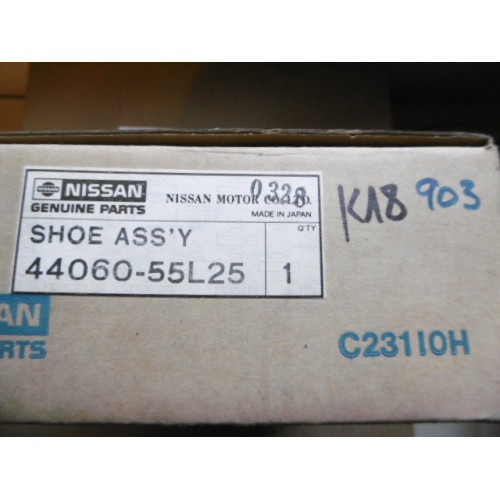 NISSAN
GENUINE PARTS
NISSAN MOTOR CO., LTD.
0328
MADE IN JAPAN
SHOE ASS'Y
Q'TY
44060-55L25
1
K18
903
AN
RTS
C23110H